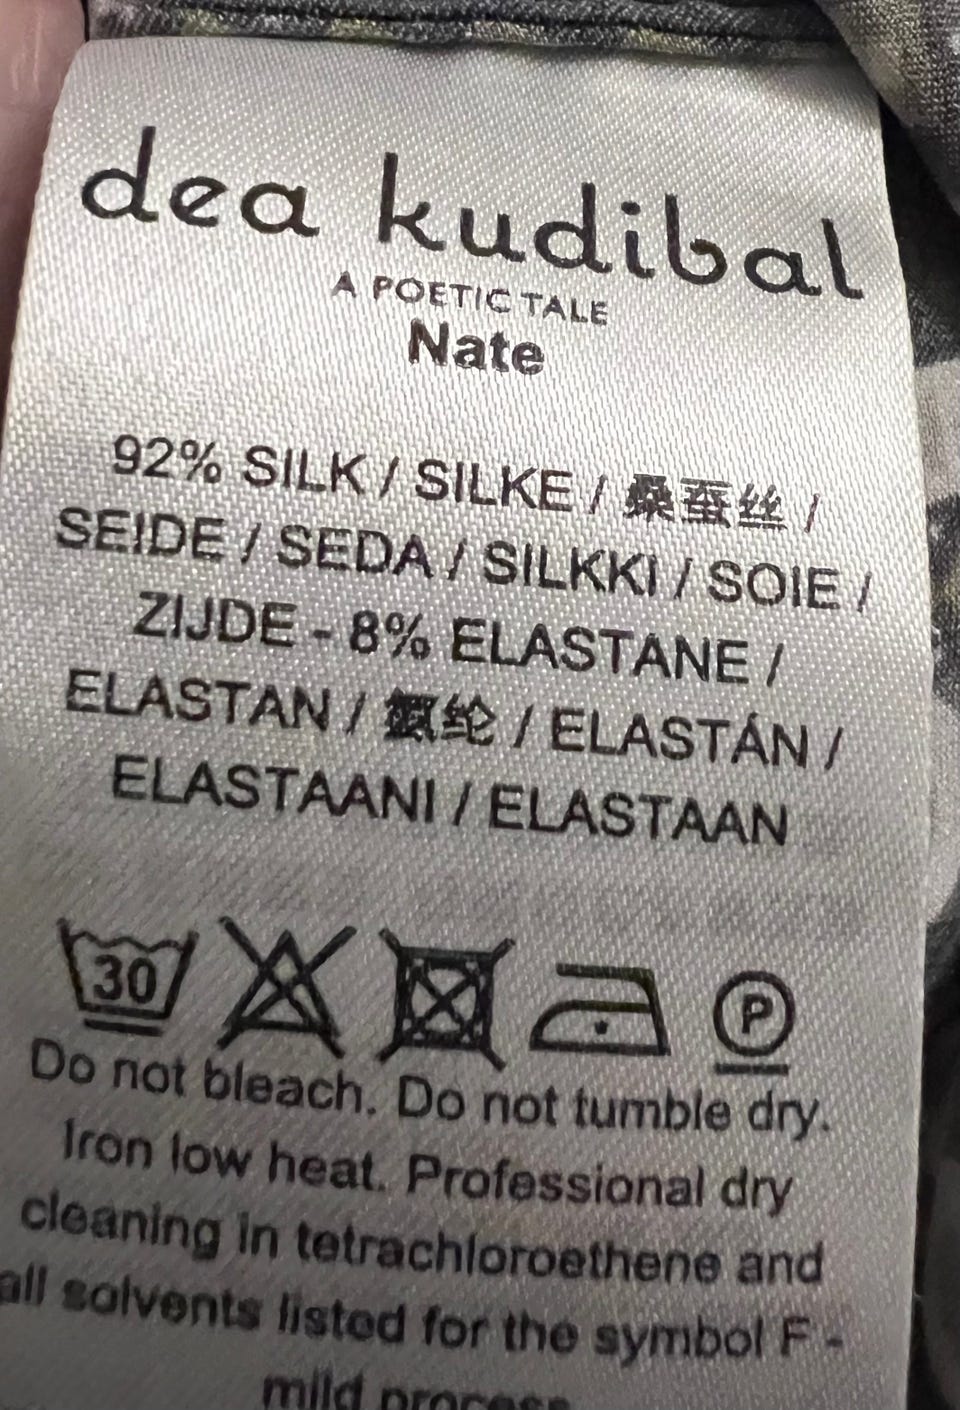 dea kudibal
A POETIC TALE
Nate
92% SILK / SILKE / 桑蚕丝 /
SEIDE / SEDA / SILKKI / SOIE /
ZIJDE - 8% ELASTANE /
ELASTAN / 氨纶 / ELASTÁN /
ELASTAANI / ELASTAAN
30 P
Do not bleach. Do not tumble dry.
Iron low heat. Professional dry
cleaning in tetrachloroethene and
all solvents listed for the symbol F -
mild process